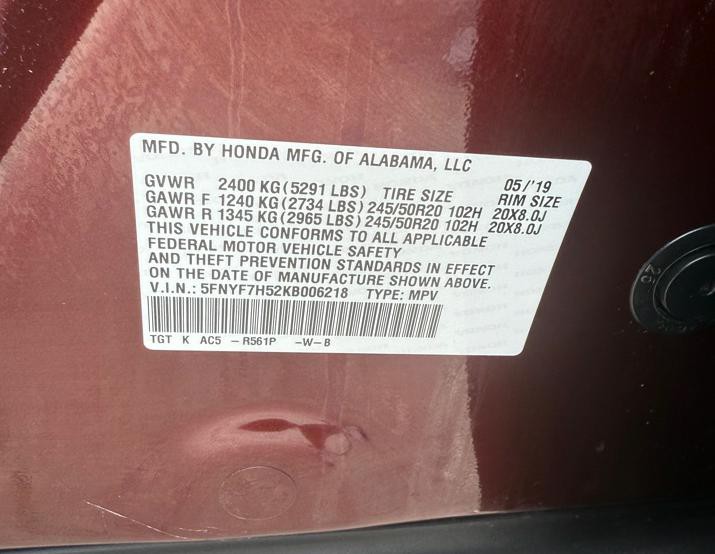 MFD. BY HONDA MFG. OF ALABAMA, LLC
GVWR 2400 KG (5291 LBS) TIRE SIZE 05/'19 RIM SIZE
GAWR F 1240 KG (2734 LBS) 245/50R20 102H 20X8.0J
GAWR R 1345 KG (2965 LBS) 245/50R20 102H 20X8.0J
THIS VEHICLE CONFORMS TO ALL APPLICABLE
FEDERAL MOTOR VEHICLE SAFETY
AND THEFT PREVENTION STANDARDS IN EFFECT
ON THE DATE OF MANUFACTURE SHOWN ABOVE.
V.I.N.: 5FNYF7H52KB006218 TYPE: MPV
TGT K AC5 -R561P -W-B
25